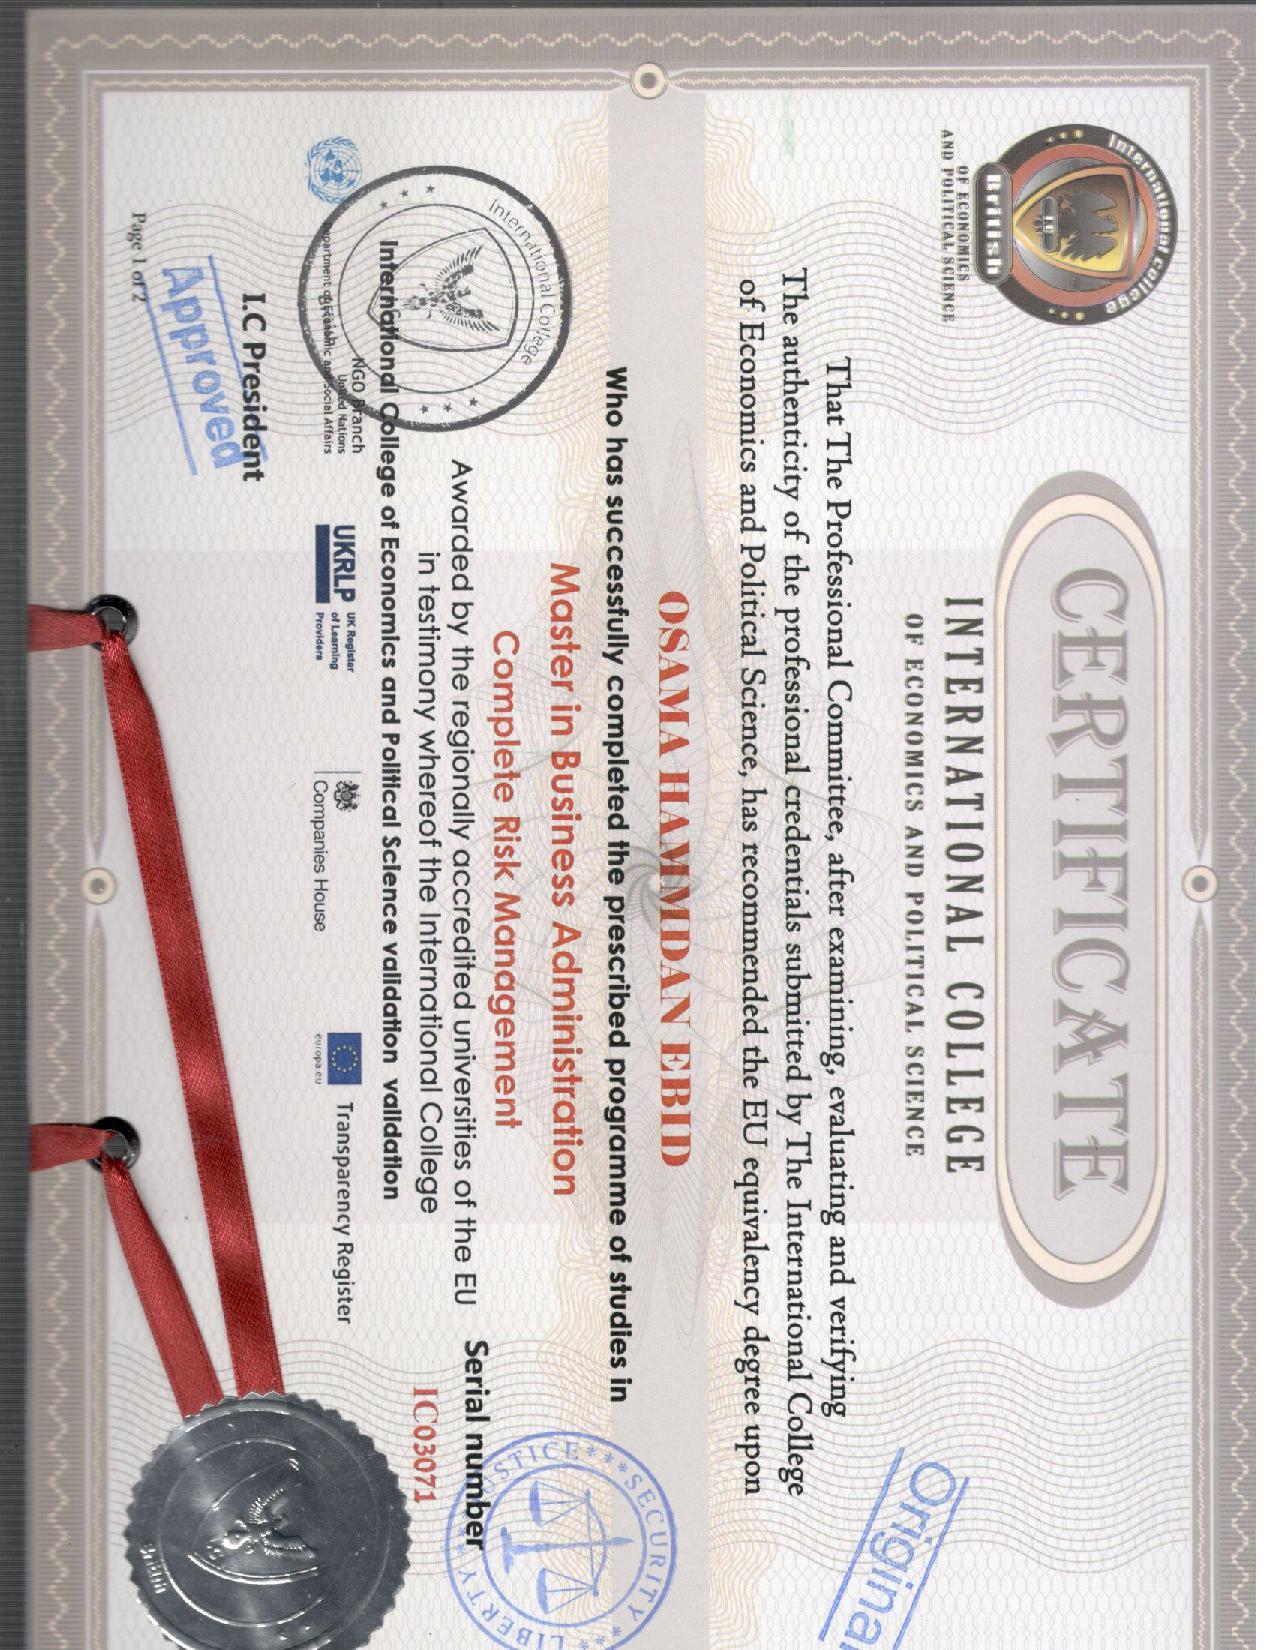 International college
IC
British
OF ECONOMICS
AND POLITICAL SCIENCE
CERTIFICATE
INTERNATIONAL COLLEGE
OF ECONOMICS AND POLITICAL SCIENCE
Original
That The Professional Committee, after examining, evaluating and verifying
The authenticity of the professional credentials submitted by The International College
of Economics and Political Science, has recommended the EU equivalency degree upon
OSAMA HAMMDAN EBID
Who has successfully completed the prescribed programme of studies in
Master in Business Administration
Complete Risk Management
SECURITY
LIBERTY
JUSTICE
Awarded by the regionally accredited universities of the EU
in testimony whereof the International College
Serial number
IC03071
International College
British
International College of Economics and Political Science validation validation
NGO Branch
United Nations
Department of Economic and Social Affairs
UKRLP
UK Register
of Learning
Providers
Companies House
europa.eu
Transparency Register
I.C President
Approved
Page 1 of 2
British